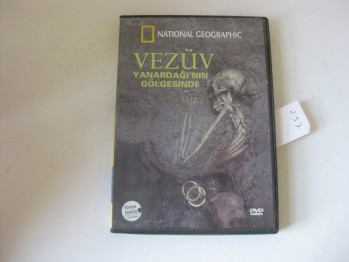 NATIONAL GEOGRAPHIC
VEZÜV
YANARDAĞI'NIN
GÖLGESİNDE
237
DVD